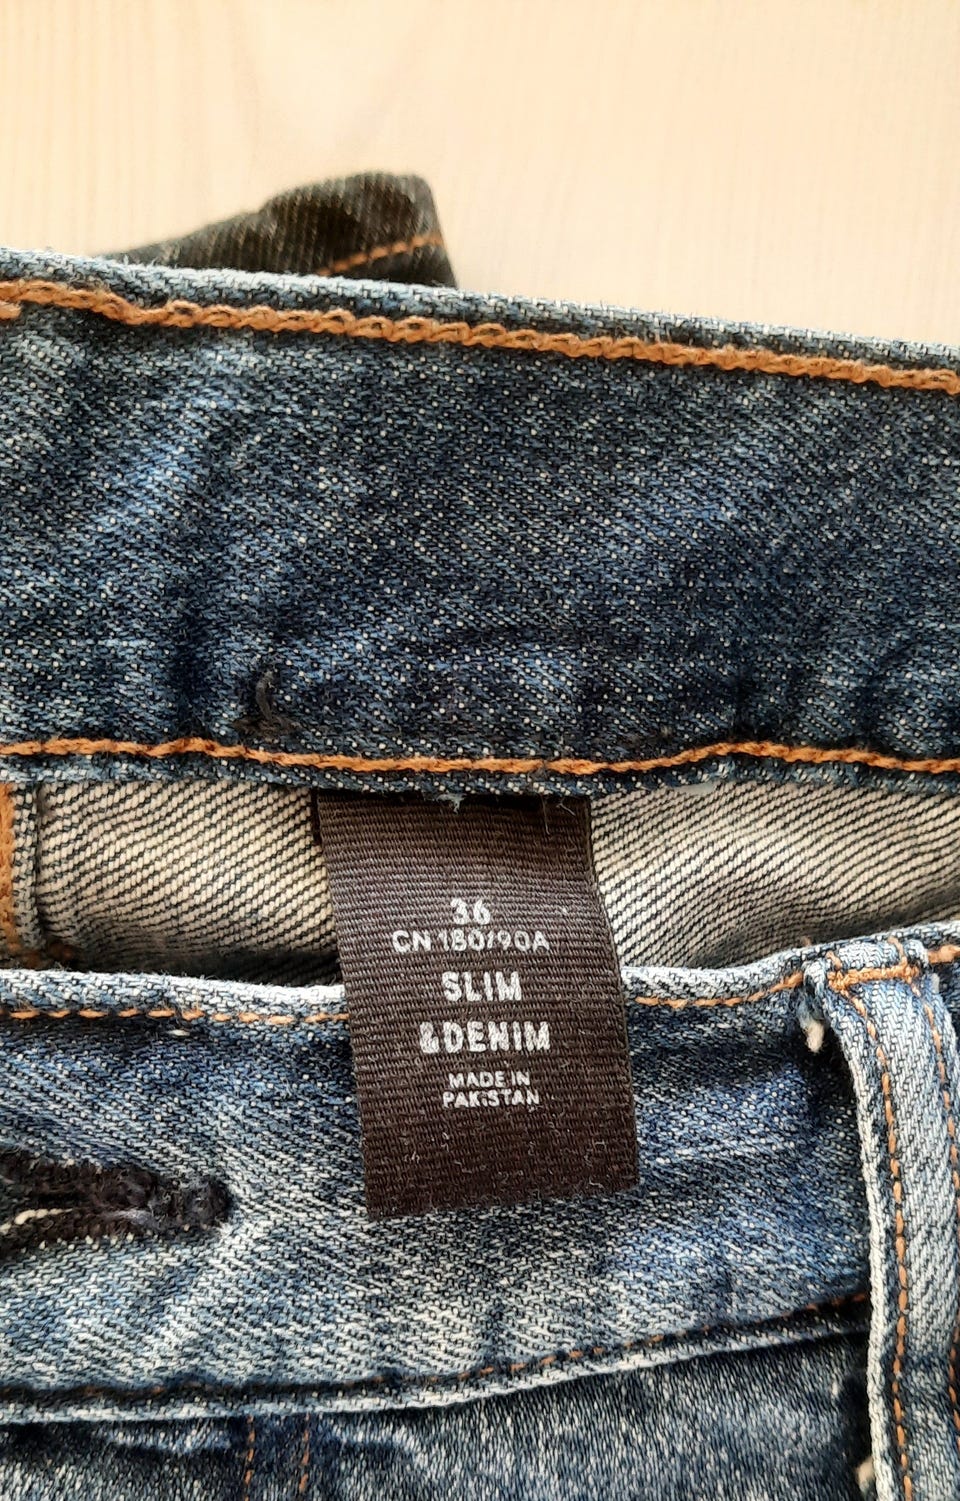 36
CN 180/90A
SLIM
&DENIM
MADE IN
PAKISTAN